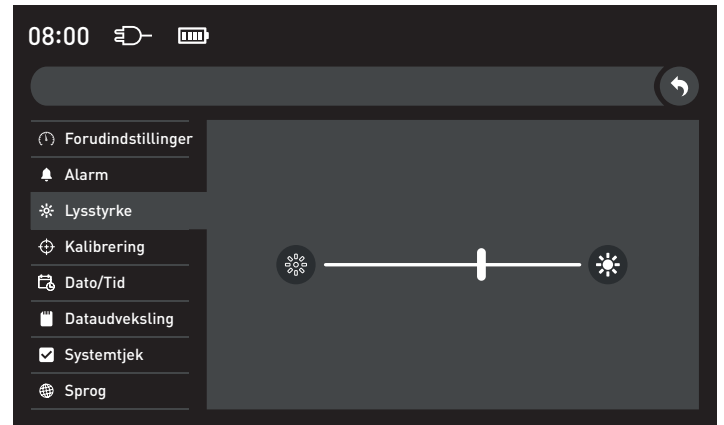 08:00
Forudindstillinger
Alarm
Lysstyrke
Kalibrering
Dato/Tid
Dataudveksling
Systemtjek
Sprog